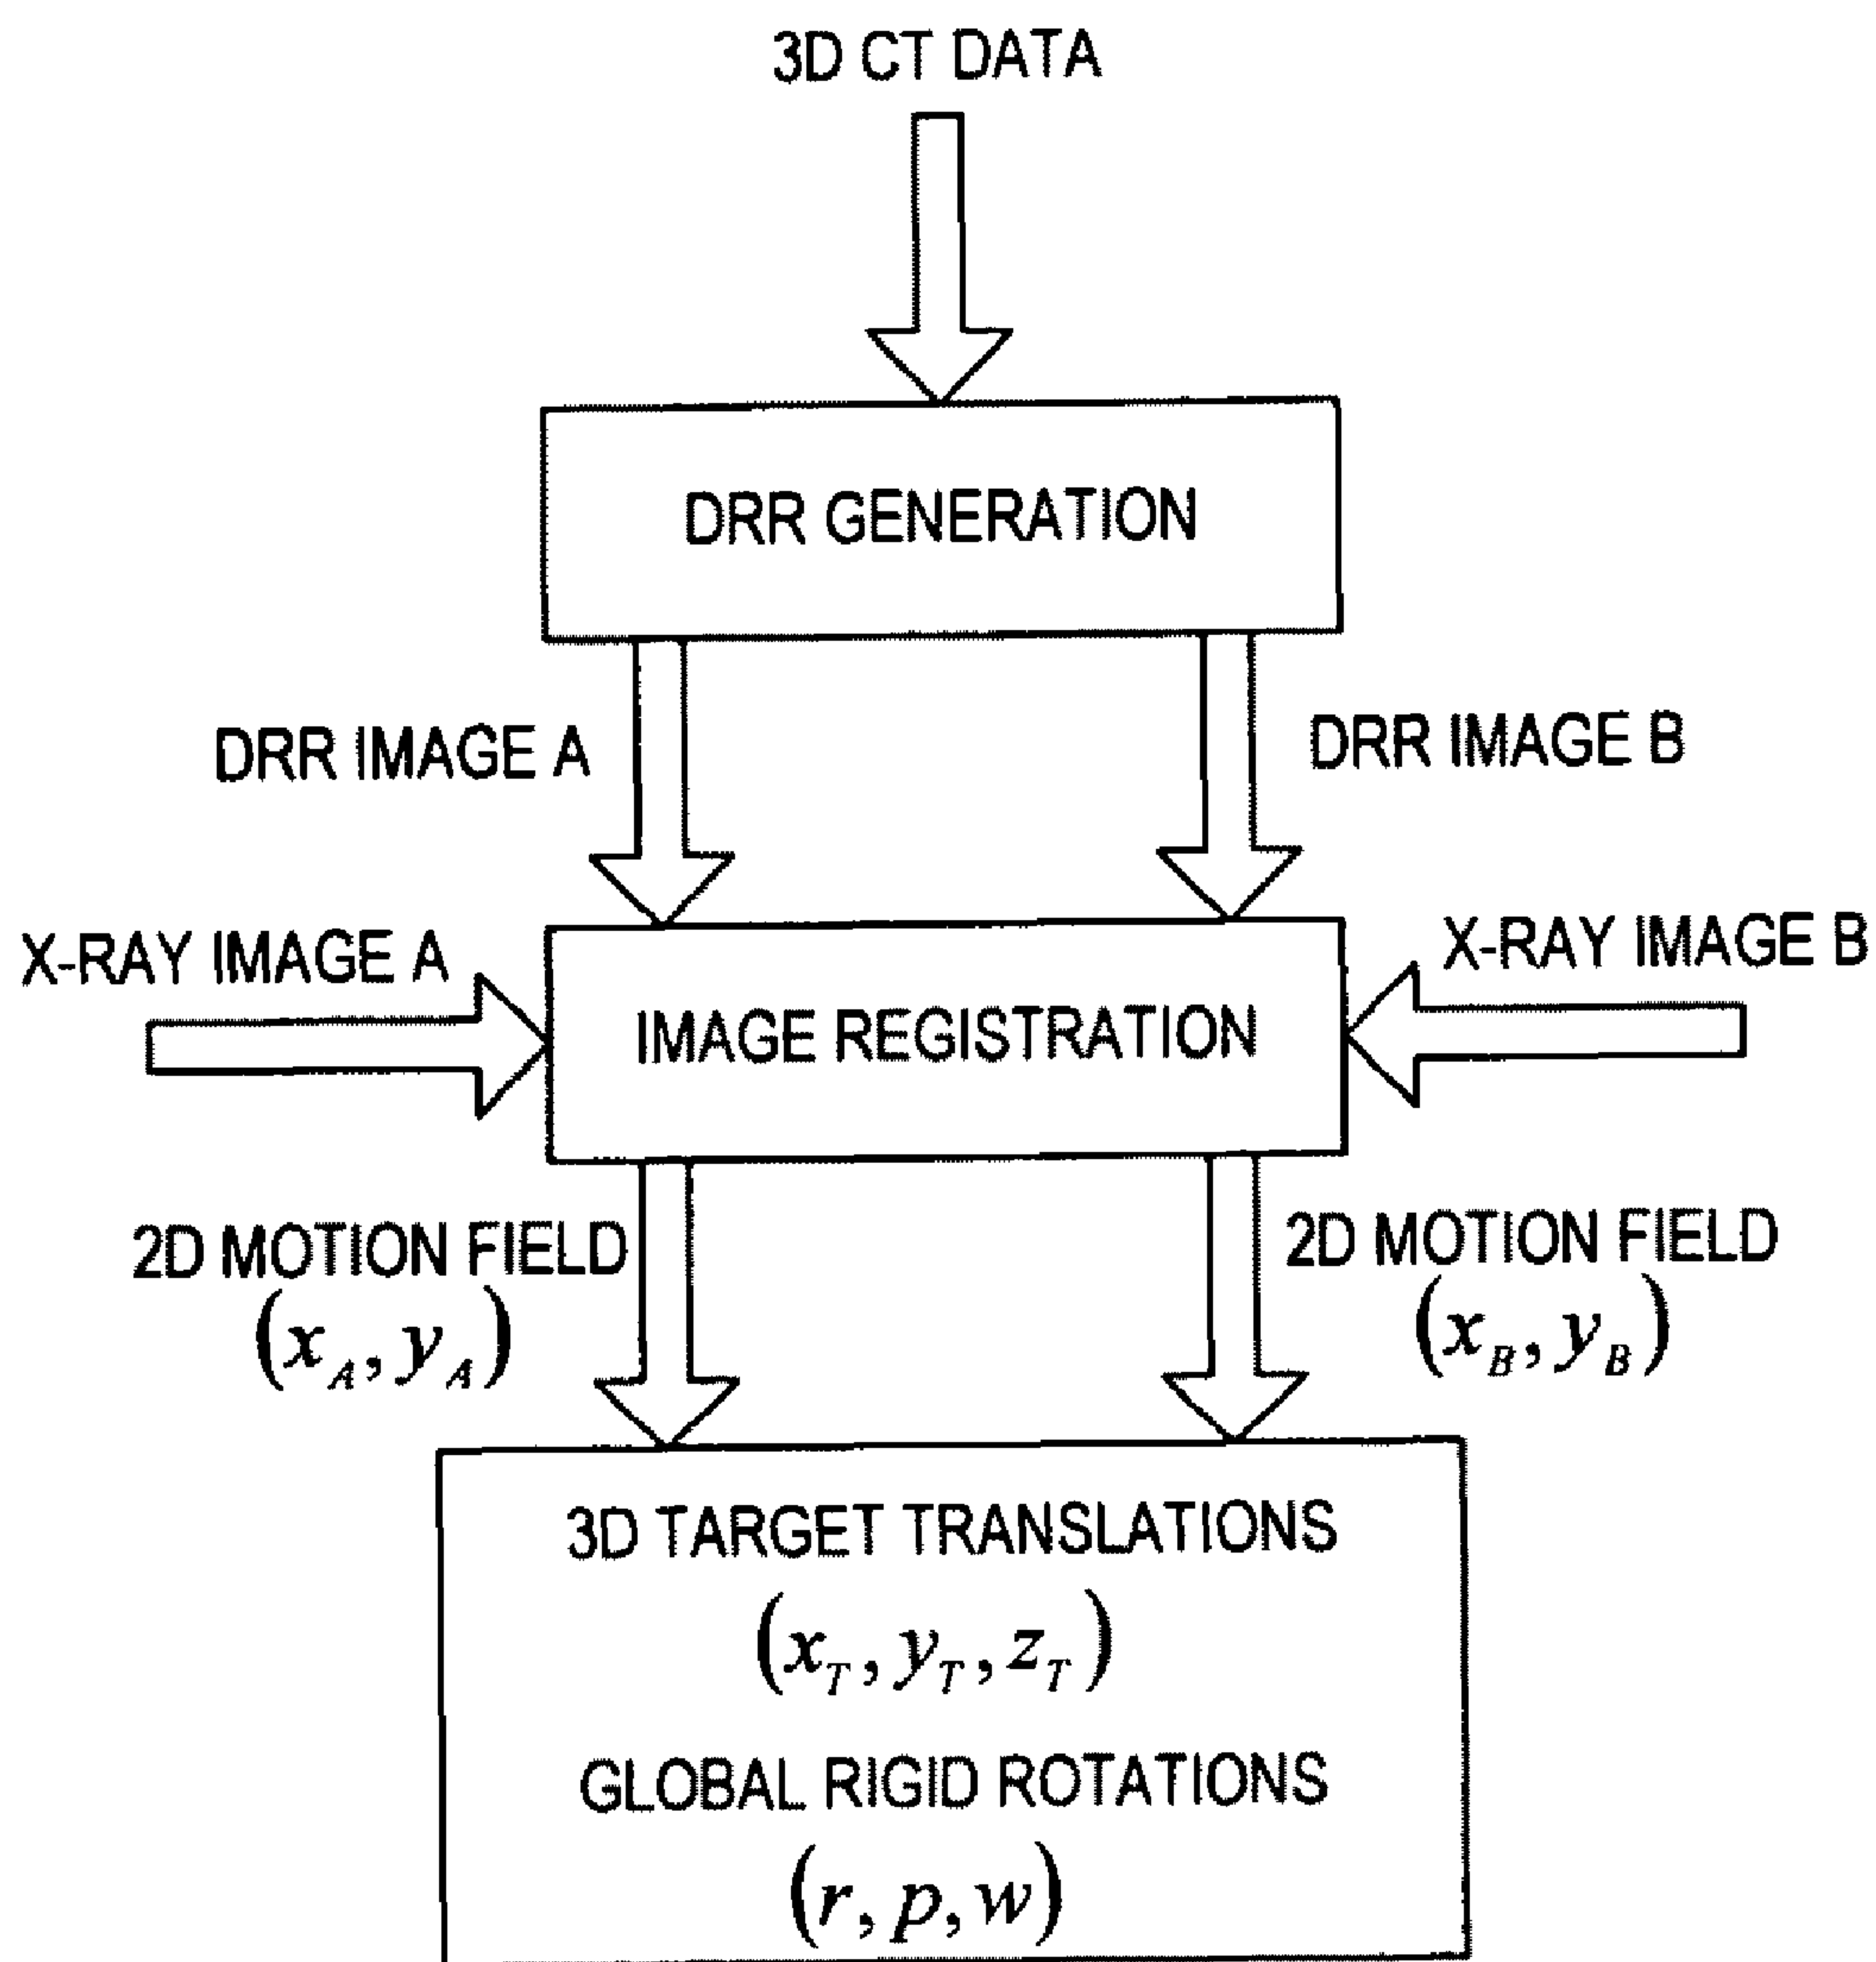 3D CT DATA
DRR GENERATION
DRR IMAGE A
DRR IMAGE B
X-RAY IMAGE A
X-RAY IMAGE B
IMAGE REGISTRATION
2D MOTION FIELD
(x_A, y_A)
2D MOTION FIELD
(x_B, y_B)
3D TARGET TRANSLATIONS
(x_T, y_T, z_T)
GLOBAL RIGID ROTATIONS
(r, p, w)